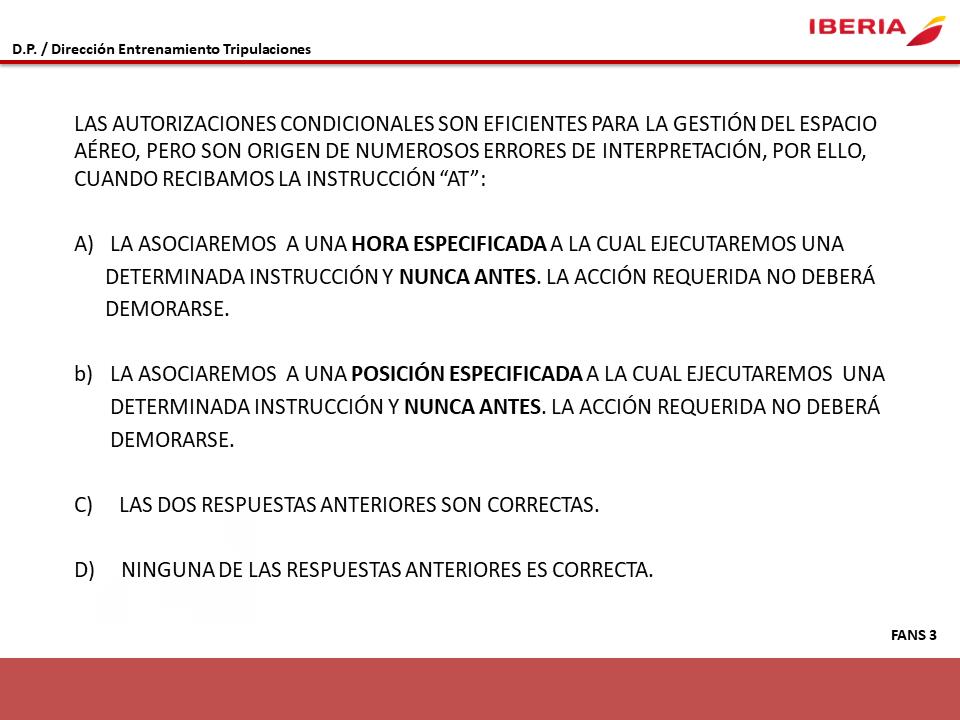 IBERIA
D.P. / Dirección Entrenamiento Tripulaciones
LAS AUTORIZACIONES CONDICIONALES SON EFICIENTES PARA LA GESTIÓN DEL ESPACIO
AÉREO, PERO SON ORIGEN DE NUMEROSOS ERRORES DE INTERPRETACIÓN, POR ELLO,
CUANDO RECIBAMOS LA INSTRUCCIÓN “AT”:
A) LA ASOCIAREMOS A UNA HORA ESPECIFICADA A LA CUAL EJECUTAREMOS UNA
DETERMINADA INSTRUCCIÓN Y NUNCA ANTES. LA ACCIÓN REQUERIDA NO DEBERÁ
DEMORARSE.
b) LA ASOCIAREMOS A UNA POSICIÓN ESPECIFICADA A LA CUAL EJECUTAREMOS UNA
DETERMINADA INSTRUCCIÓN Y NUNCA ANTES. LA ACCIÓN REQUERIDA NO DEBERÁ
DEMORARSE.
C) LAS DOS RESPUESTAS ANTERIORES SON CORRECTAS.
D) NINGUNA DE LAS RESPUESTAS ANTERIORES ES CORRECTA.
FANS 3